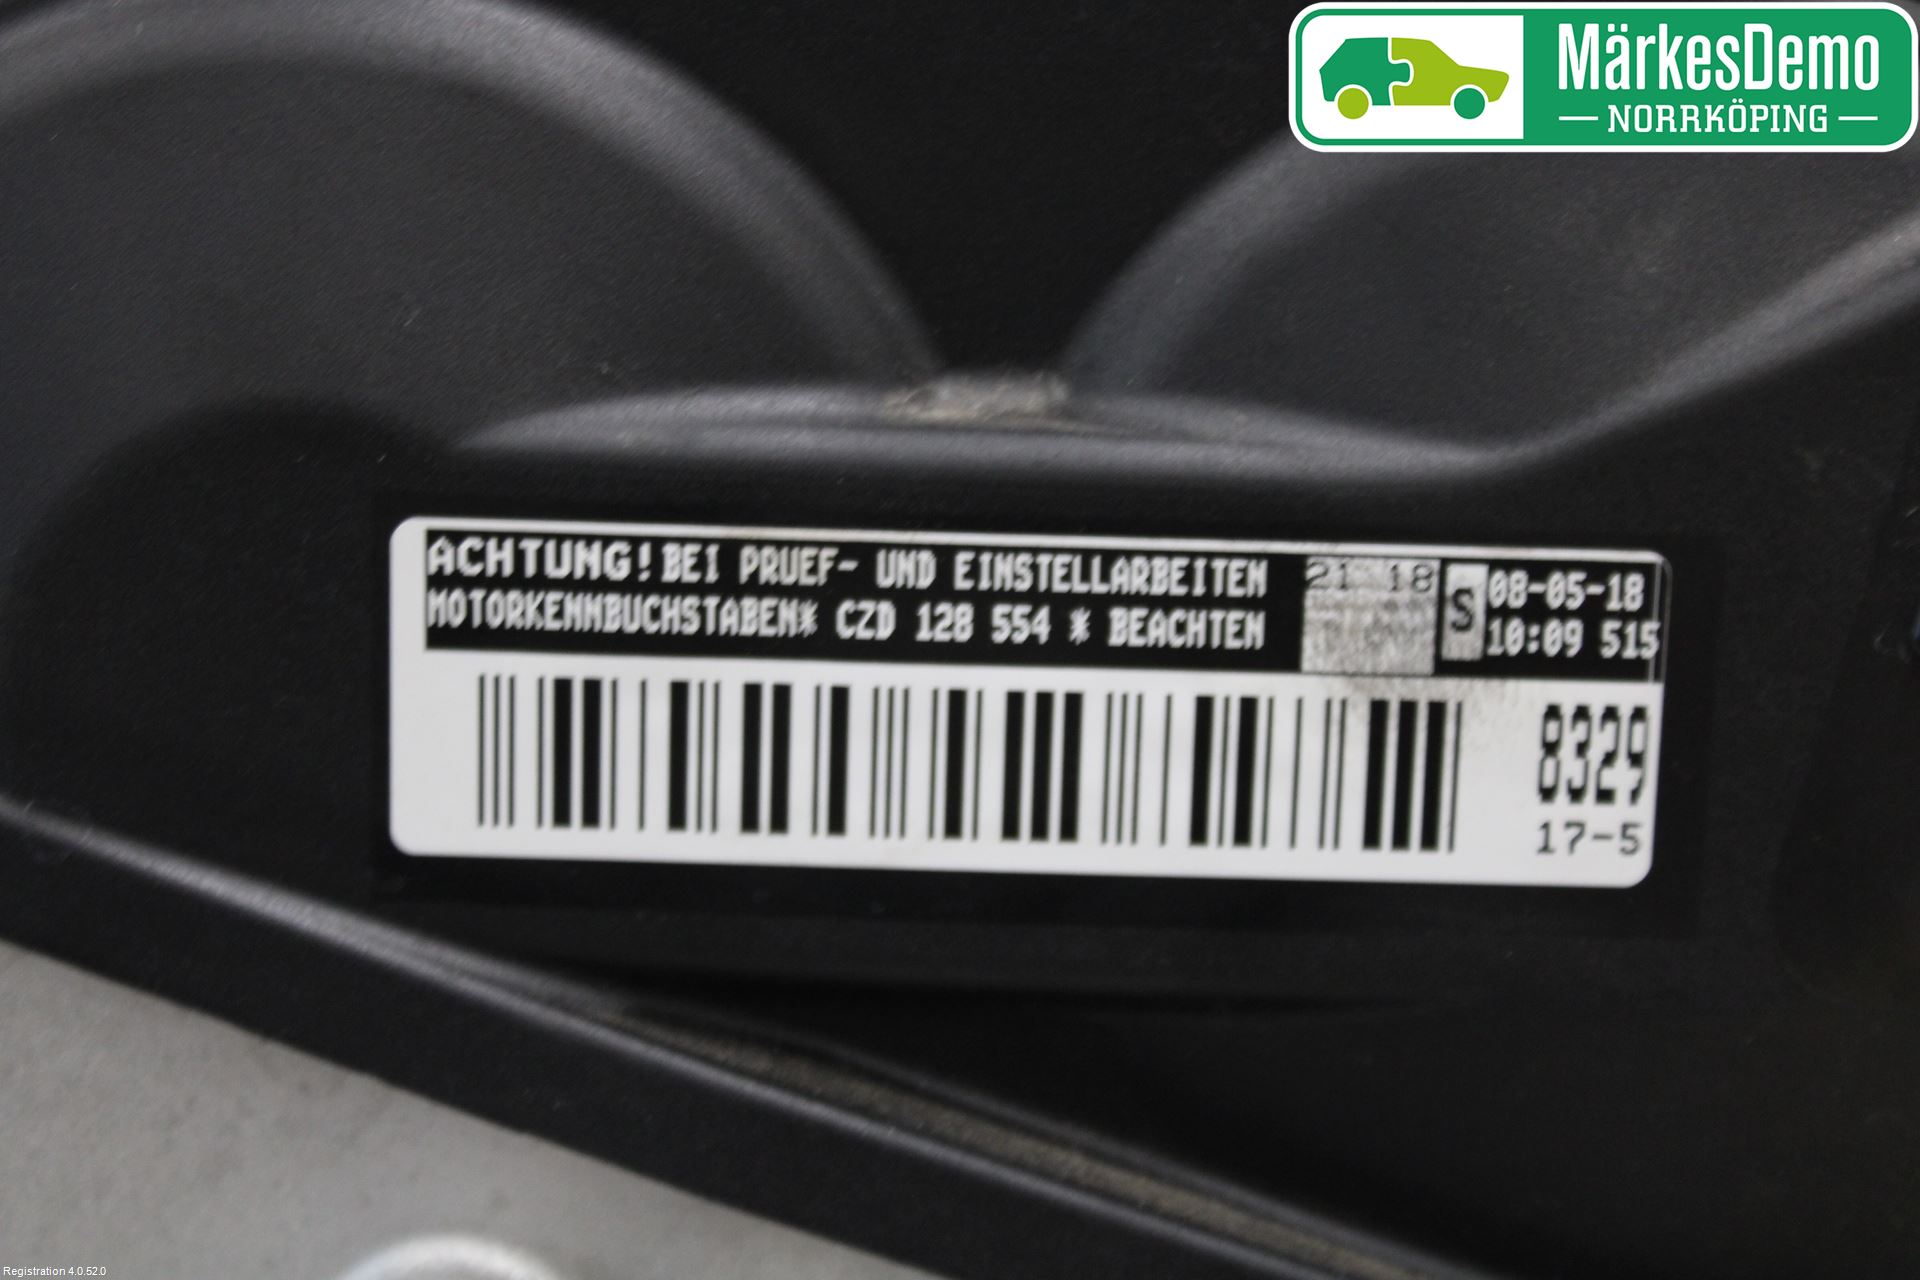 MärkesDemo
NORRKÖPING
ACHTUNG! BEI PRUEF- UND EINSTELLARBEITEN
MOTORKENNBUCHSTABEN* CZD 128 554 * BEACHTEN
21 18
S
08-05-18
10:09 515
8329
17-5
Registration 4.0.52.0